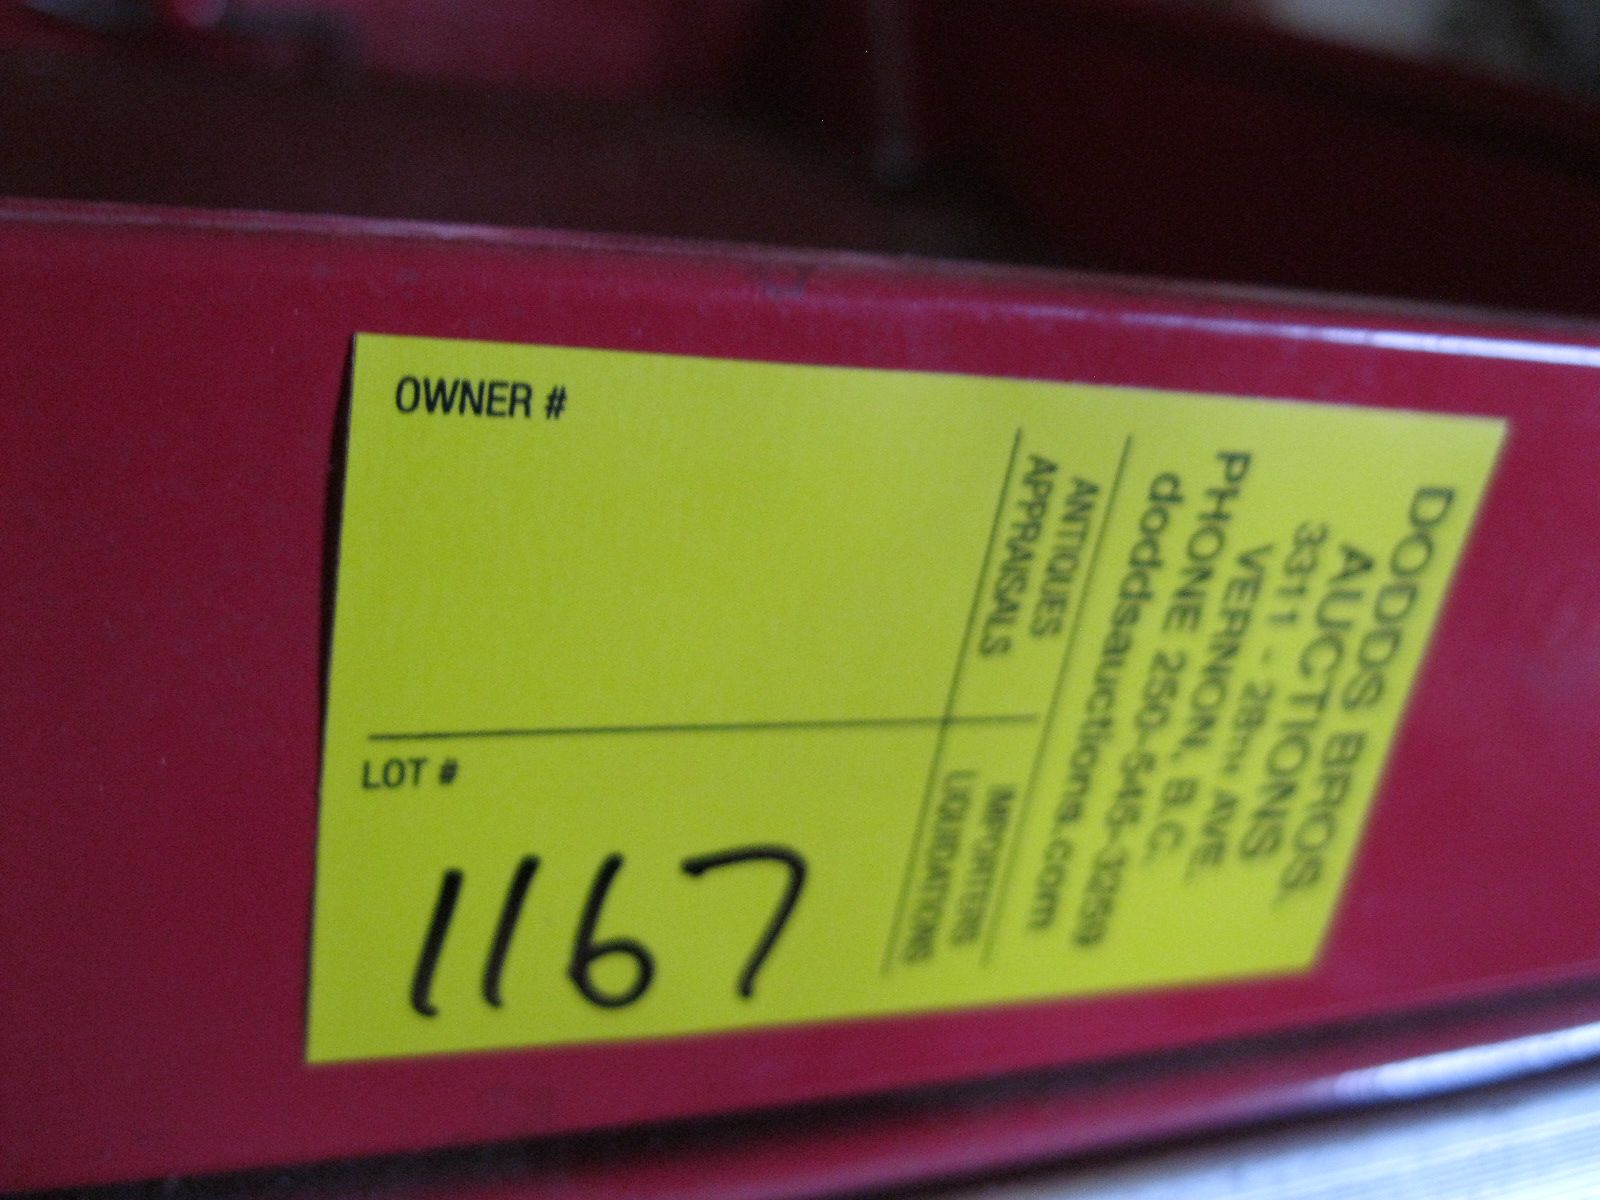 DODDS BROS.
AUCTIONS
3311 - 28TH AVE.
VERNON, B.C.
PHONE 250-545-3259
doddsauctions.com
ANTIQUES
APPRAISALS
IMPORTERS
LIQUIDATIONS
OWNER #
LOT #
1167